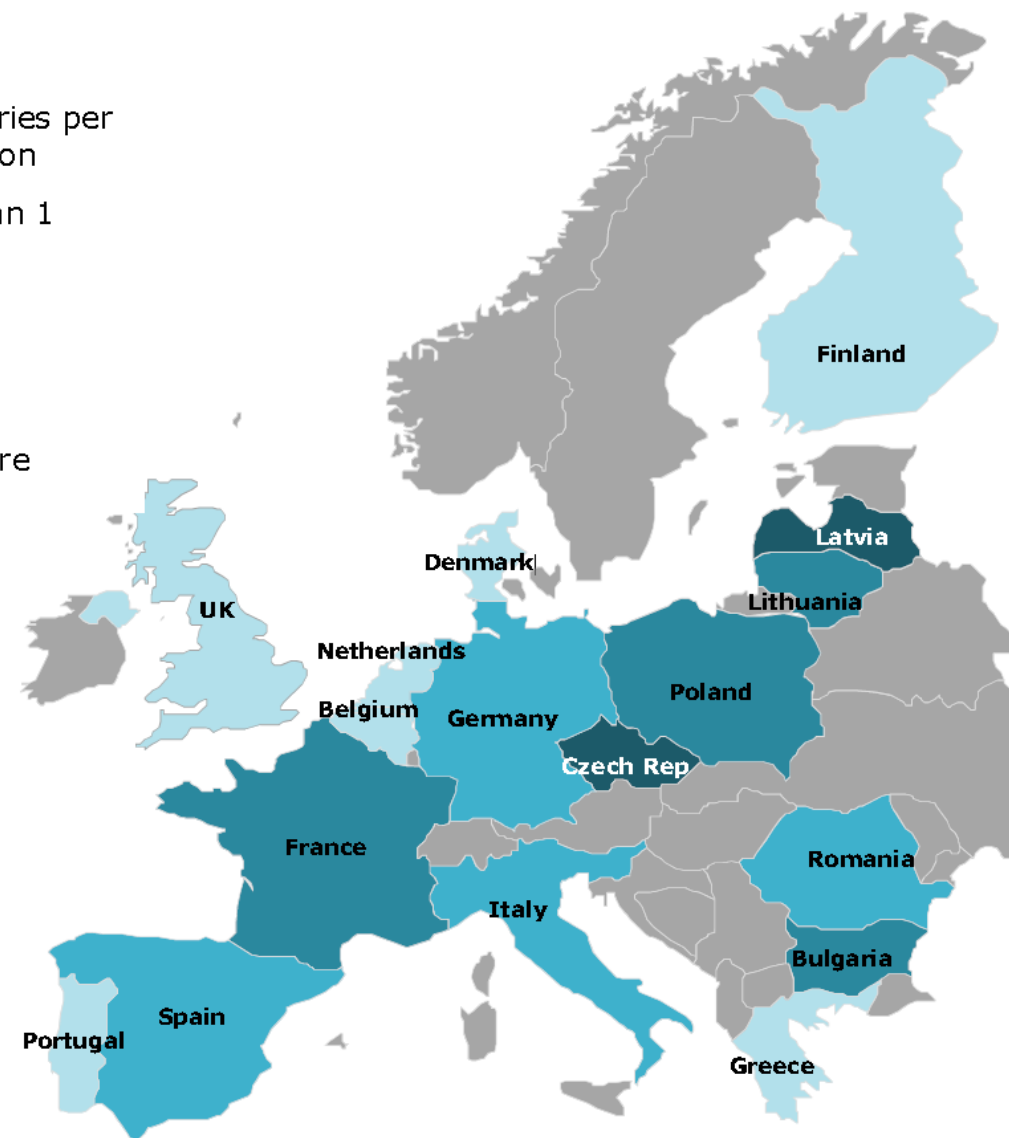 ries per
on
an 1
re
Finland
Latvia
Denmark
Lithuania
UK
Netherlands
Poland
Belgium
Germany
Czech Rep
France
Romania
Italy
Bulgaria
Spain
Portugal
Greece